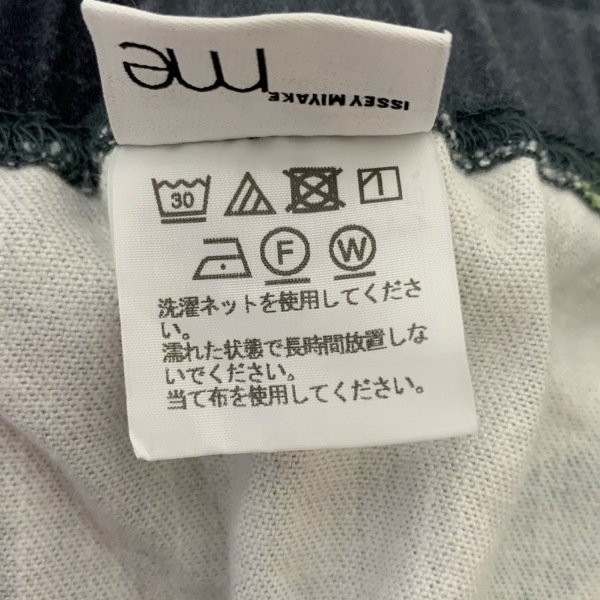 me
ISSEY MIYAKE
30
F
W
洗濯ネットを使用してくださ
い。
濡れた状態で長時間放置しな
いでください。
当て布を使用してください。